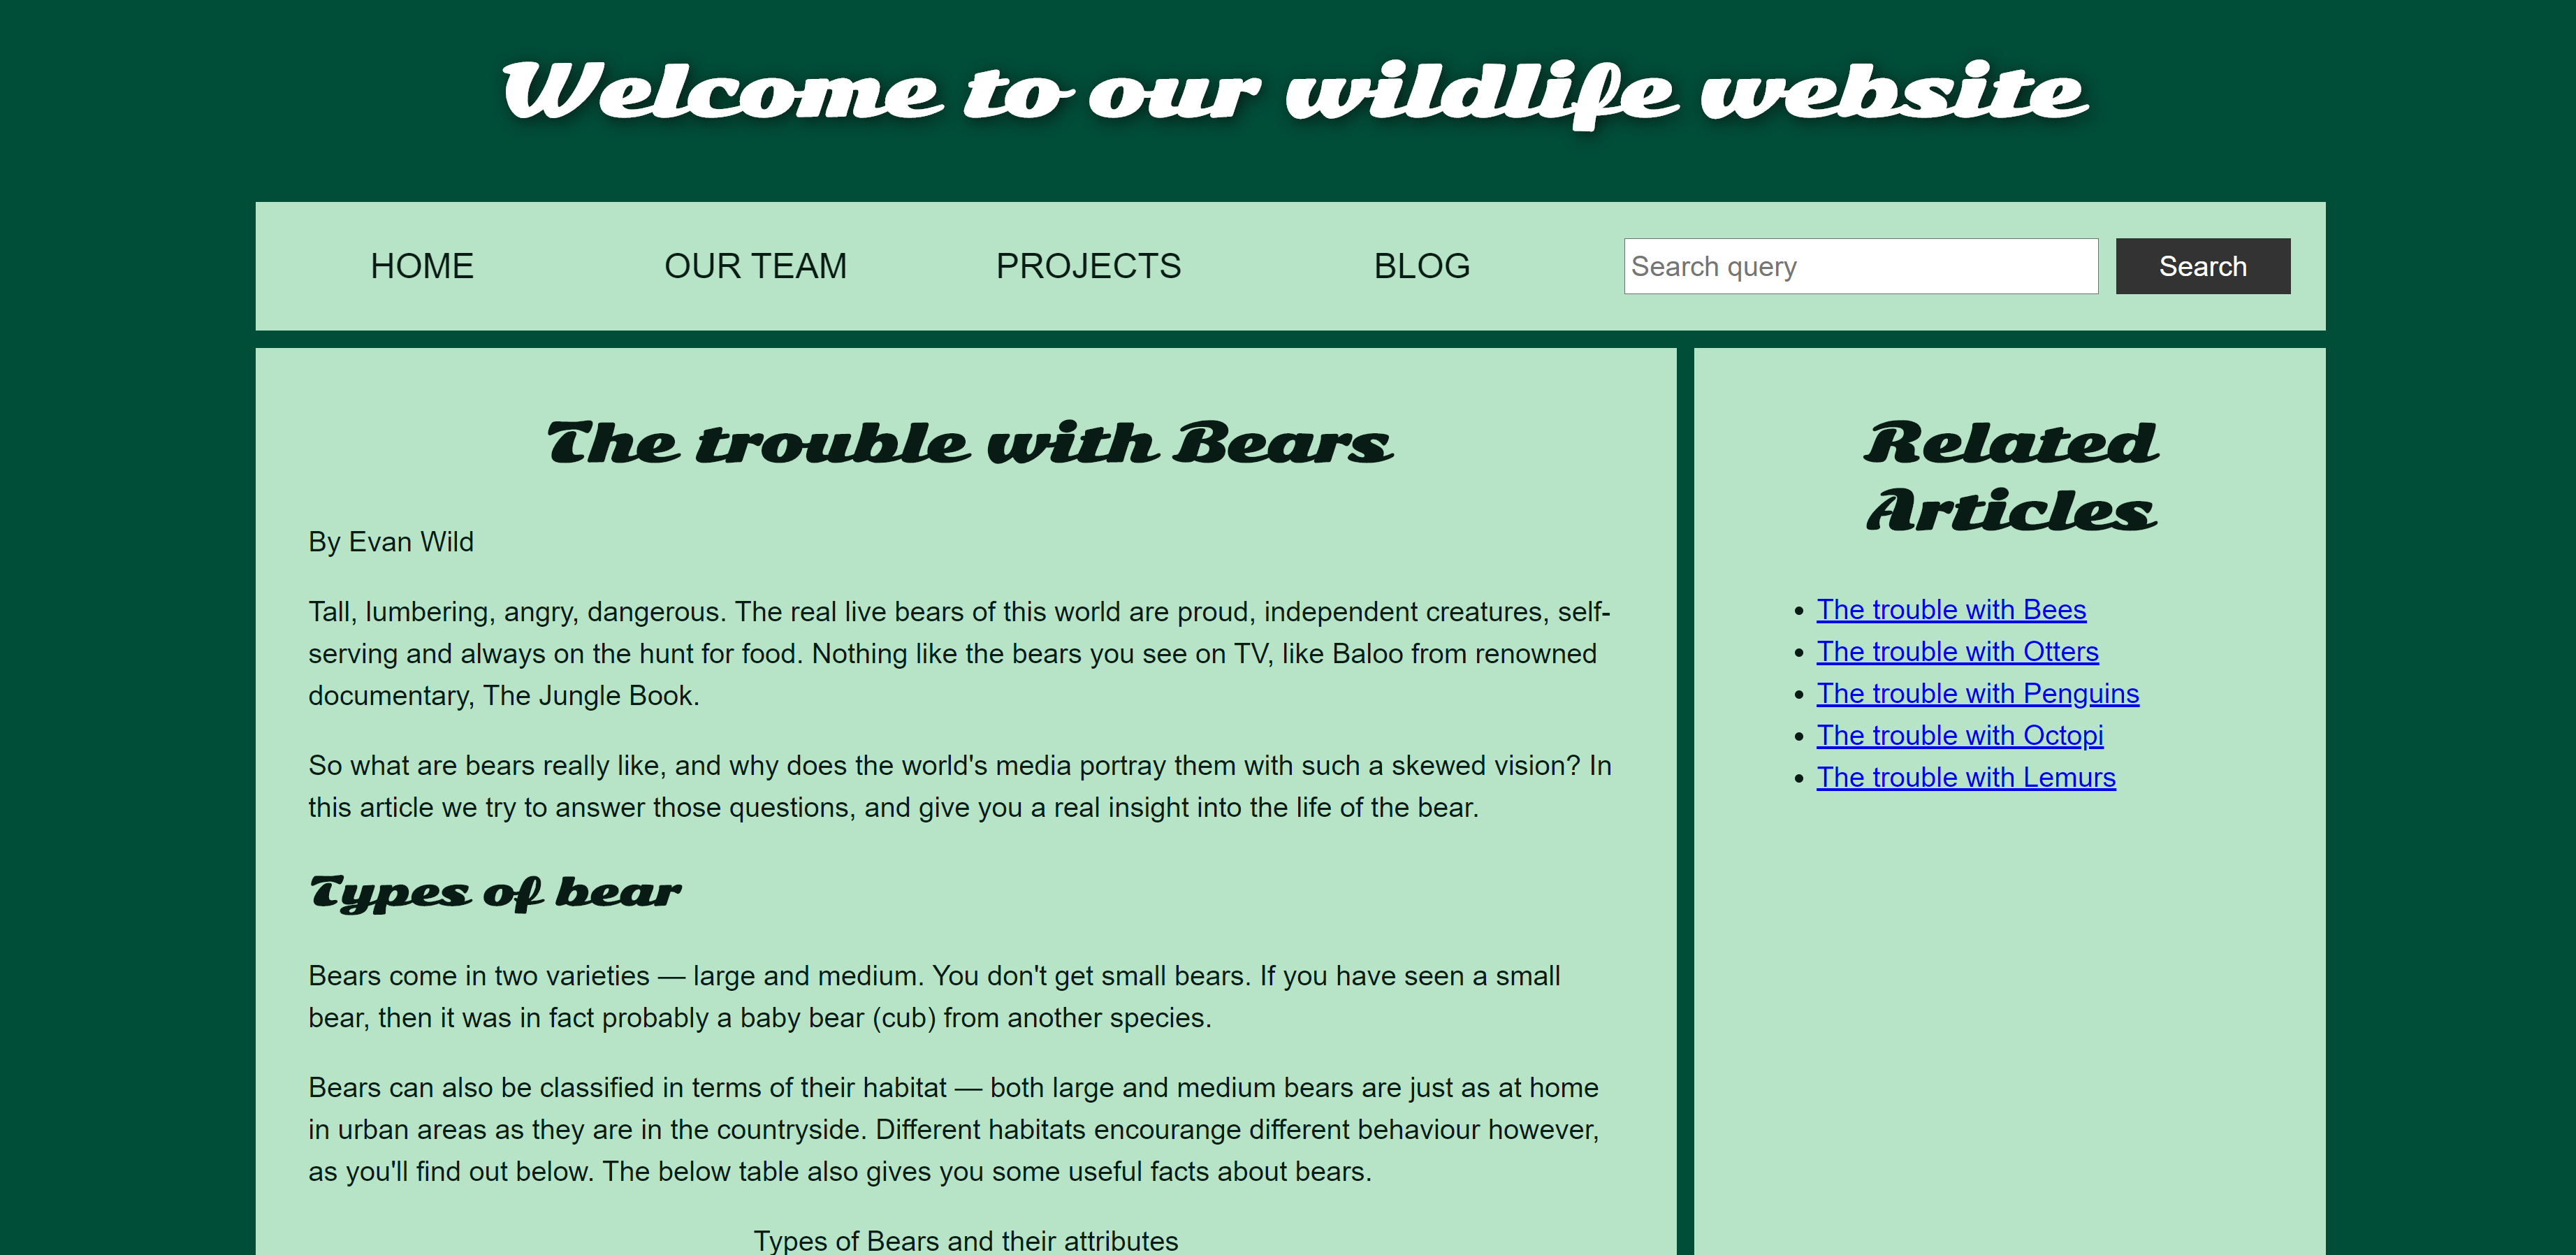 Welcome to our wildlife website
HOME OUR TEAM PROJECTS BLOG Search query Search
The trouble with Bears
By Evan Wild
Tall, lumbering, angry, dangerous. The real live bears of this world are proud, independent creatures, self-
serving and always on the hunt for food. Nothing like the bears you see on TV, like Baloo from renowned
documentary, The Jungle Book.
So what are bears really like, and why does the world's media portray them with such a skewed vision? In
this article we try to answer those questions, and give you a real insight into the life of the bear.
Types of bear
Bears come in two varieties — large and medium. You don't get small bears. If you have seen a small
bear, then it was in fact probably a baby bear (cub) from another species.
Bears can also be classified in terms of their habitat — both large and medium bears are just as at home
in urban areas as they are in the countryside. Different habitats encourange different behaviour however,
as you'll find out below. The below table also gives you some useful facts about bears.
Types of Bears and their attributes
Related
Articles
The trouble with Bees
The trouble with Otters
The trouble with Penguins
The trouble with Octopi
The trouble with Lemurs